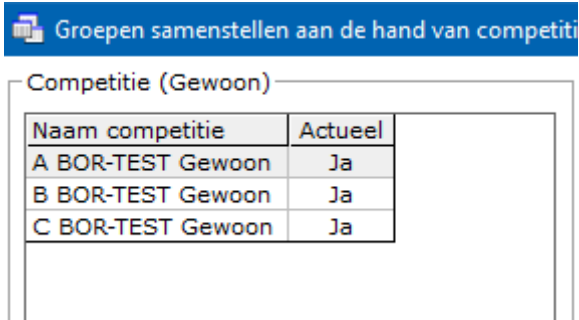 Groepen samenstellen aan de hand van competiti
Competitie (Gewoon)
Naam competitie Actueel
A BOR-TEST Gewoon Ja
B BOR-TEST Gewoon Ja
C BOR-TEST Gewoon Ja